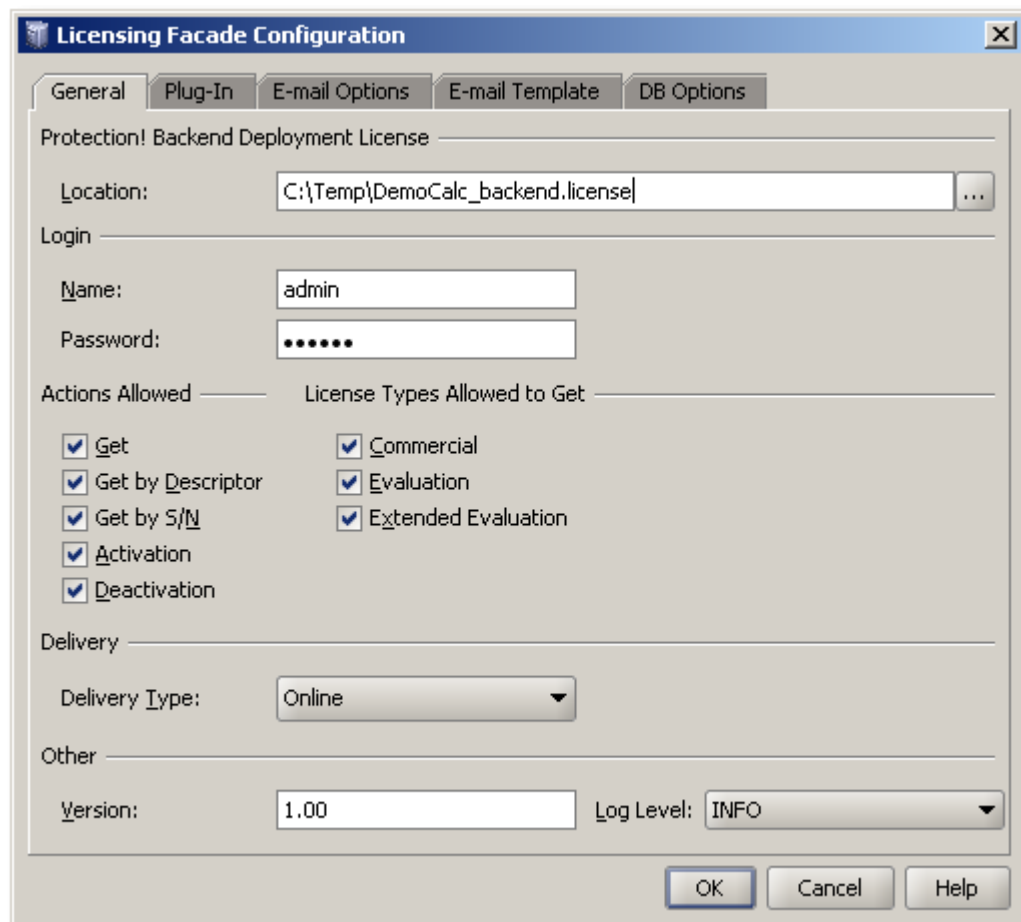 Licensing Facade Configuration
General Plug-In E-mail Options E-mail Template DB Options
Protection! Backend Deployment License
Location: C:\Temp\DemoCalc_backend.license ...
Login
Name: admin
Password: ••••••
Actions Allowed License Types Allowed to Get
Get Commercial
Get by Descriptor Evaluation
Get by S/N Extended Evaluation
Activation
Deactivation
Delivery
Delivery Type: Online
Other
Version: 1.00 Log Level: INFO
OK Cancel Help